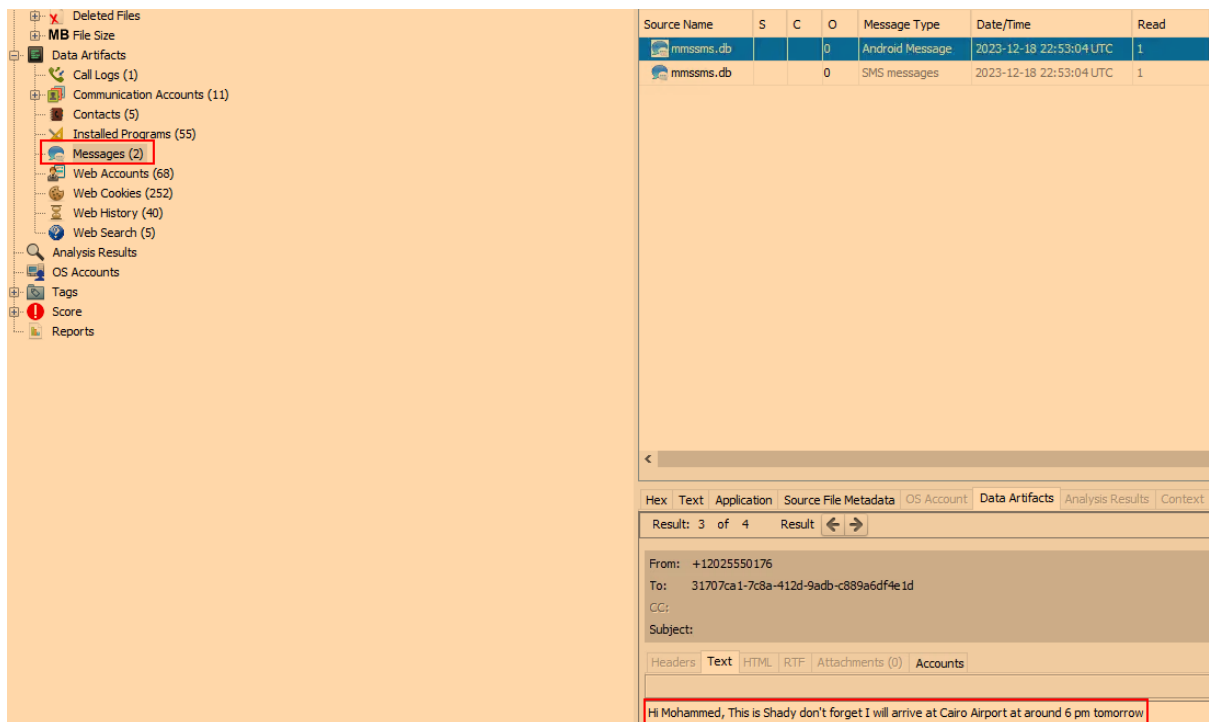 Deleted Files
MB File Size
Data Artifacts
Call Logs (1)
Communication Accounts (11)
Contacts (5)
Installed Programs (55)
Messages (2)
Web Accounts (68)
Web Cookies (252)
Web History (40)
Web Search (5)
Analysis Results
OS Accounts
Tags
Score
Reports
Source Name S C O Message Type Date/Time Read
mmssms.db 0 Android Message 2023-12-18 22:53:04 UTC 1
mmssms.db 0 SMS messages 2023-12-18 22:53:04 UTC 1
Hex Text Application Source File Metadata OS Account Data Artifacts Analysis Results Context
Result: 3 of 4 Result
From: +12025550176
To: 31707ca1-7c8a-412d-9adb-c889a6df4e1d
CC:
Subject:
Headers Text HTML RTF Attachments (0) Accounts
Hi Mohammed, This is Shady don't forget I will arrive at Cairo Airport at around 6 pm tomorrow